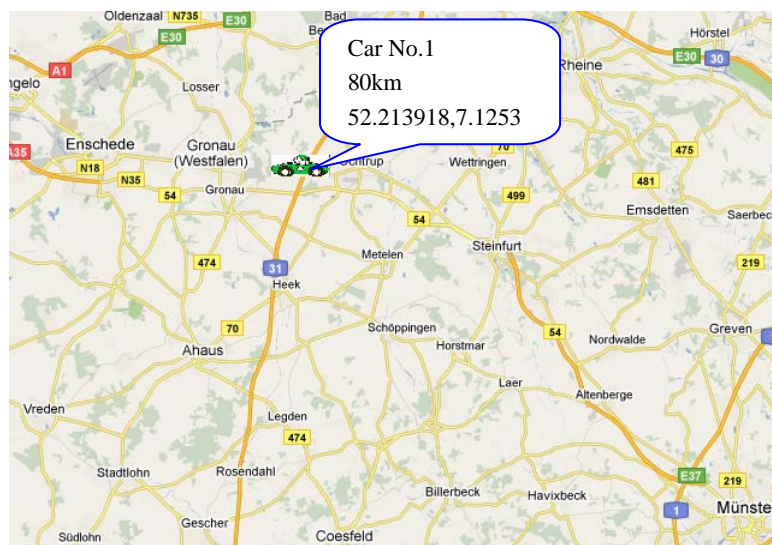 Oldenzaal
N735
E30
Bad
Be
Hörstel
E30
30
A1
ngelo
Losser
Rheine
Car No.1
80km
52.213918,7.1253
Enschede
Gronau
(Westfalen)
A35
N18
N35
Gronau
54
Ochtrup
Wettringen
70
475
481
499
Emsdetten
Saerbec
54
474
Metelen
Steinfurt
219
31
Heek
70
Schöppingen
54
Nordwalde
Greven
Ahaus
Horstmar
Laer
Altenberge
Vreden
Legden
474
Stadtlohn
Rosendahl
E37
219
Billerbeck
Havixbeck
1
Münste
Gescher
Südlohn
Coesfeld